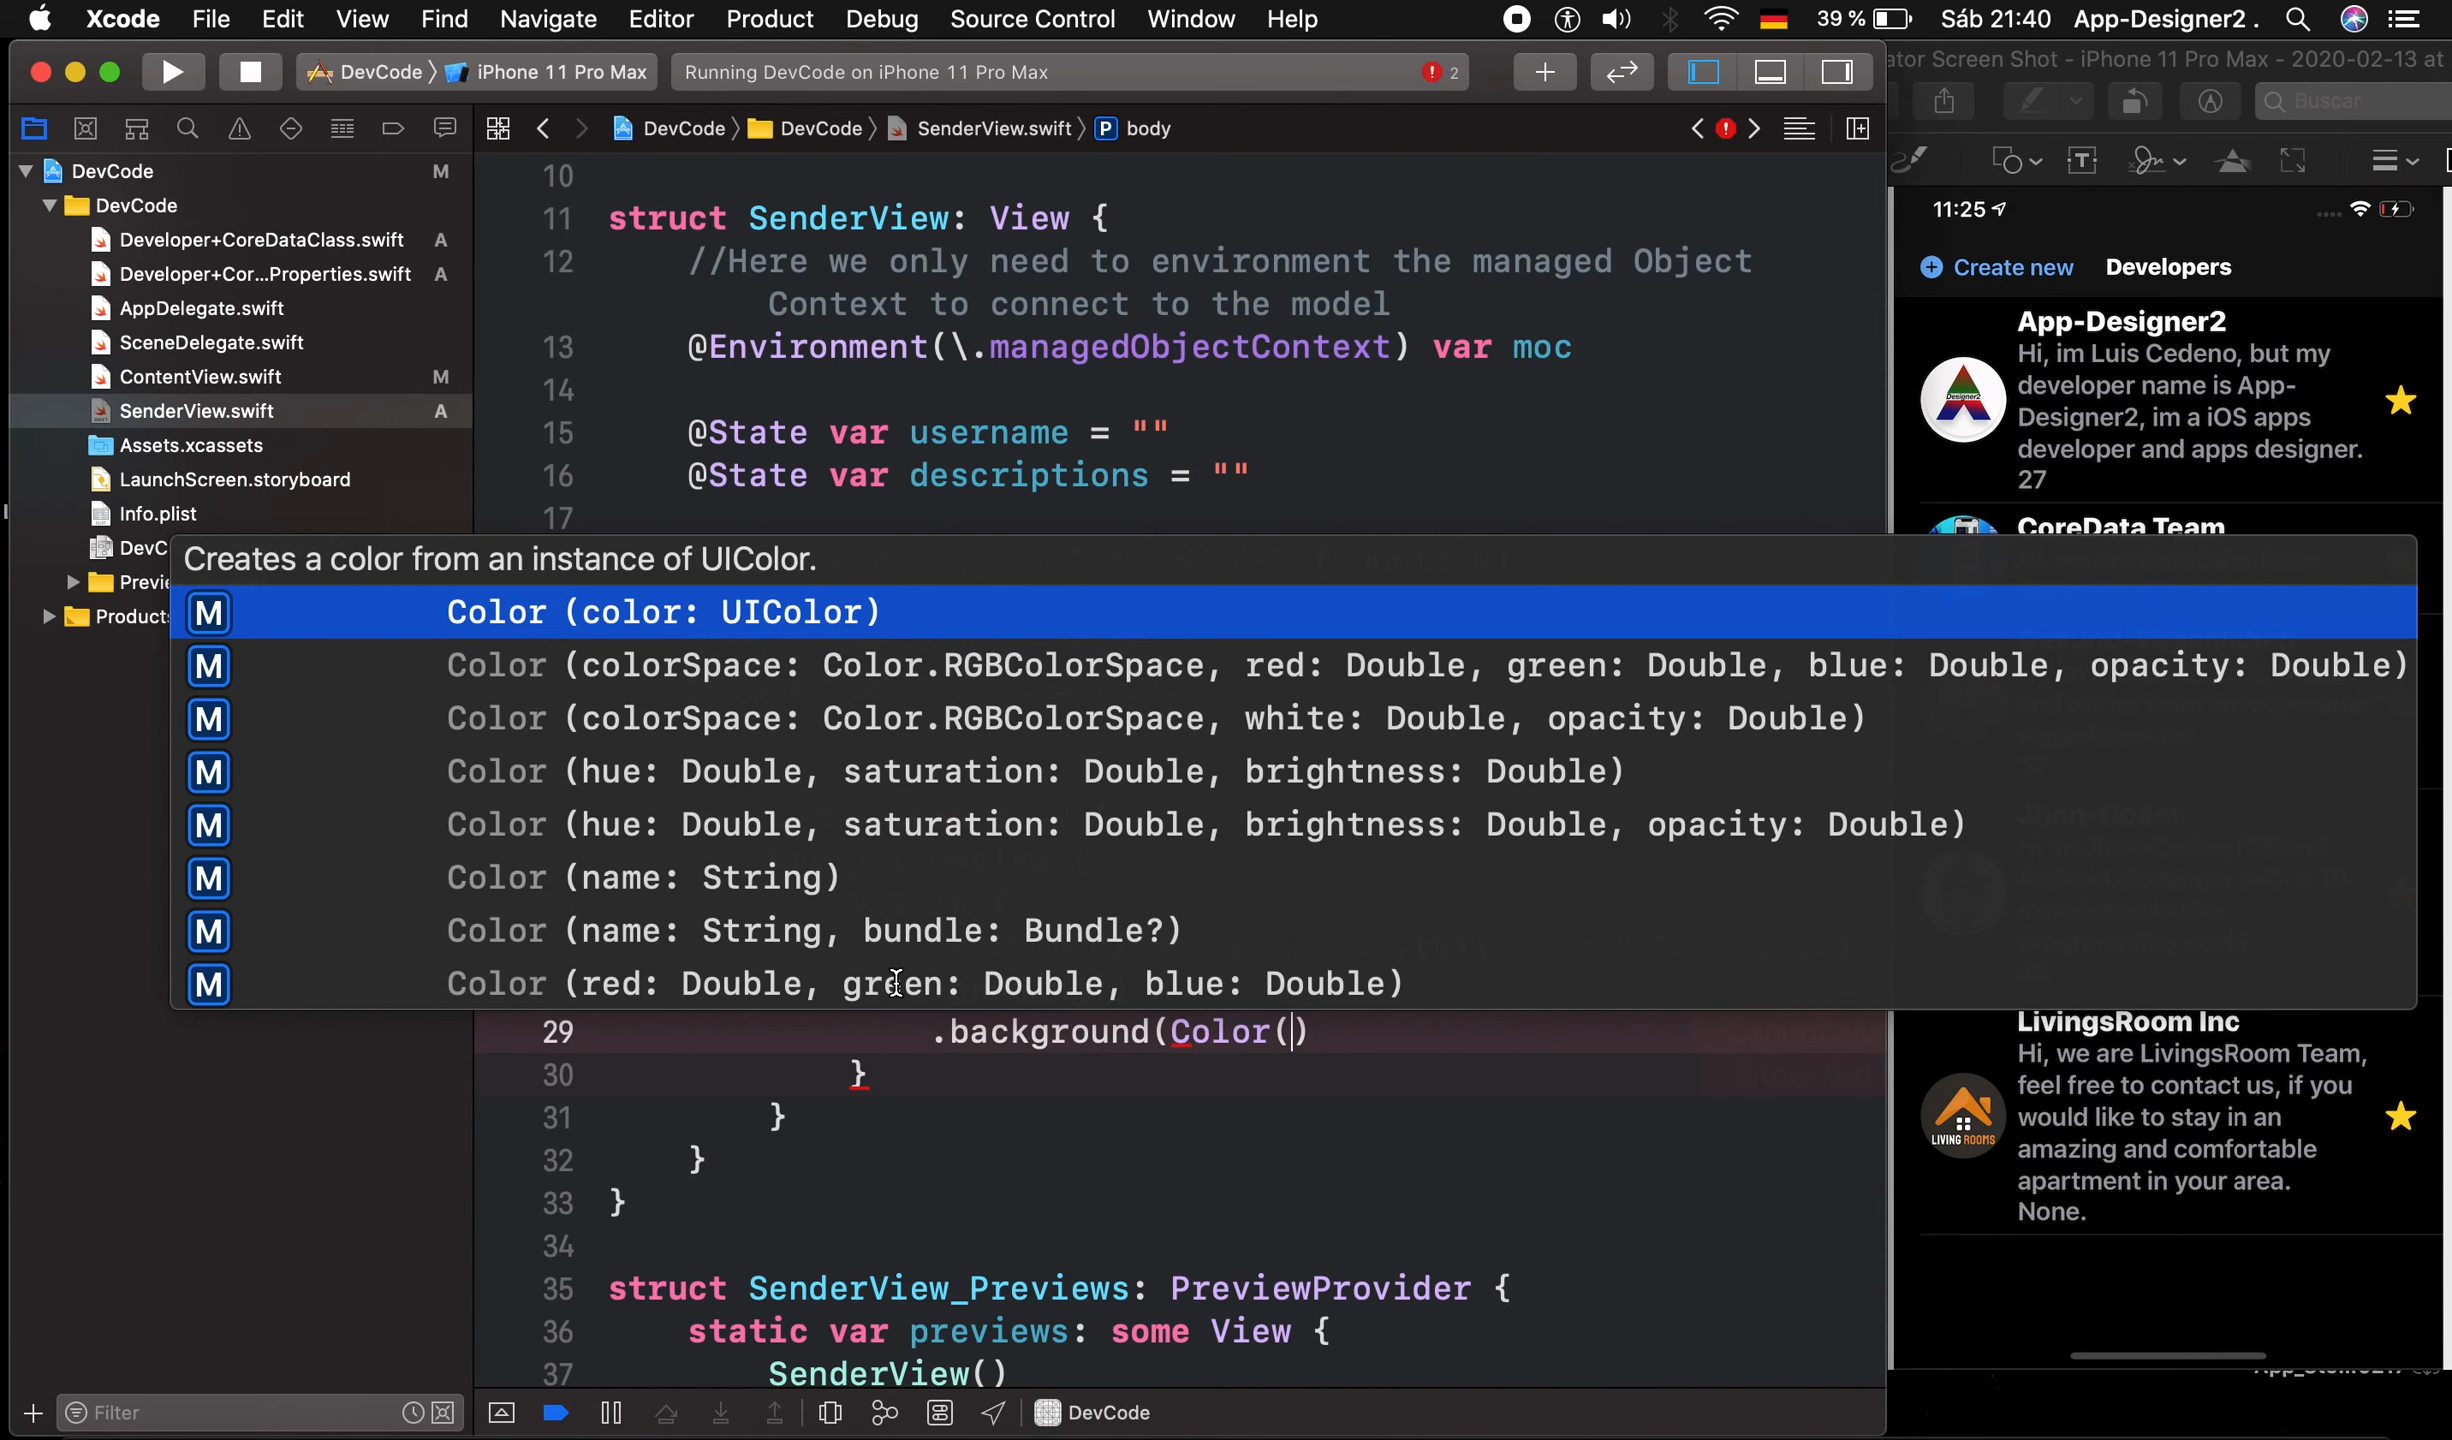 Xcode File Edit View Find Navigate Editor Product Debug Source Control Window Help 39 % Sáb 21:40 App-Designer2 .
DevCode iPhone 11 Pro Max Running DevCode on iPhone 11 Pro Max 2
ator Screen Shot - iPhone 11 Pro Max - 2020-02-13 at
Buscar
DevCode DevCode SenderView.swift P body
DevCode M
DevCode
Developer+CoreDataClass.swift A
Developer+Cor...Properties.swift A
AppDelegate.swift
SceneDelegate.swift
ContentView.swift M
SenderView.swift A
Assets.xcassets
LaunchScreen.storyboard
Info.plist
DevC
Previe
Products
10
11 struct SenderView: View {
12 //Here we only need to environment the managed Object
Context to connect to the model
13 @Environment(\.managedObjectContext) var moc
14
15 @State var username = ""
16 @State var descriptions = ""
17
Creates a color from an instance of UIColor.
M Color (color: UIColor)
M Color (colorSpace: Color.RGBColorSpace, red: Double, green: Double, blue: Double, opacity: Double)
M Color (colorSpace: Color.RGBColorSpace, white: Double, opacity: Double)
M Color (hue: Double, saturation: Double, brightness: Double)
M Color (hue: Double, saturation: Double, brightness: Double, opacity: Double)
M Color (name: String)
M Color (name: String, bundle: Bundle?)
M Color (red: Double, green: Double, blue: Double)
29 .background(Color()
30 }
31 }
32 }
33 }
34
35 struct SenderView_Previews: PreviewProvider {
36 static var previews: some View {
37 SenderView()
Filter
DevCode
11:25
Create new Developers
App-Designer2
Hi, im Luis Cedeno, but my
developer name is App-
Designer2, im a iOS apps
developer and apps designer.
27
Designer2
CoreData Team
LivingsRoom Inc
Hi, we are LivingsRoom Team,
feel free to contact us, if you
would like to stay in an
amazing and comfortable
apartment in your area.
None.
LIVING ROOMS